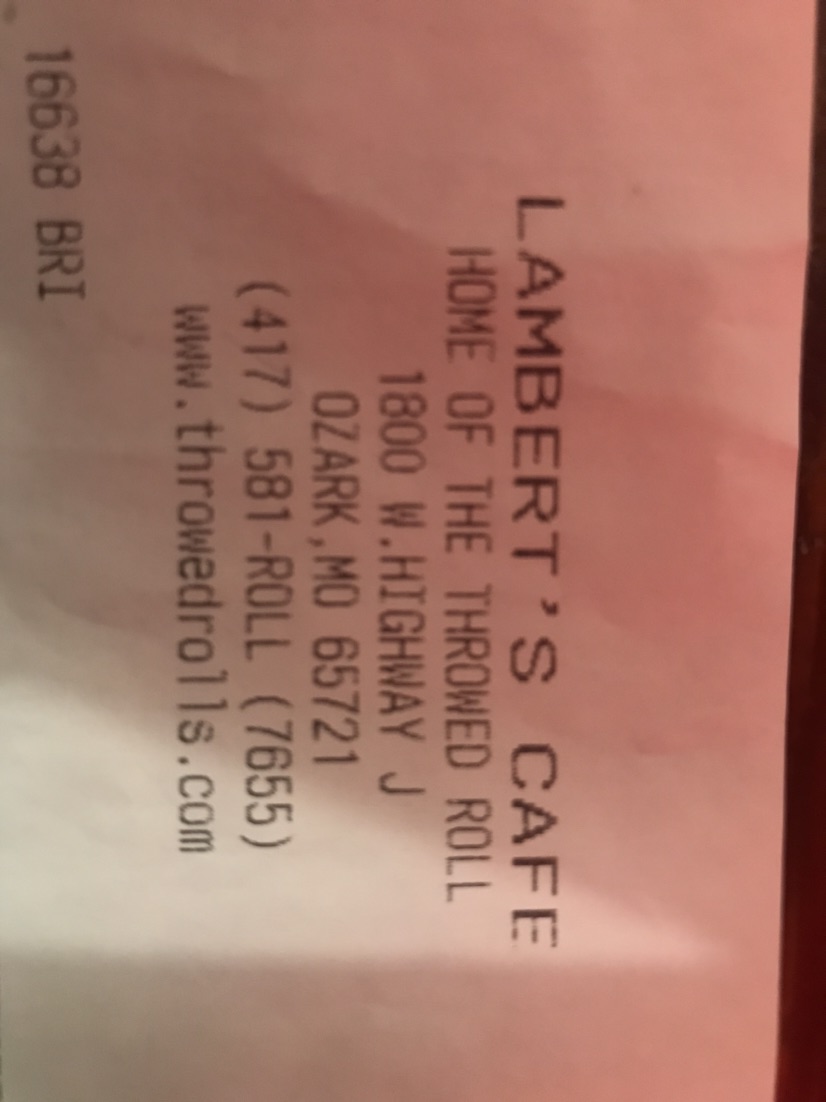 LAMBERT'S CAFE
HOME OF THE THROWED ROLL
1800 W.HIGHWAY J
OZARK,MO 65721
(417) 581-ROLL (7655)
www.throwedrolls.com
16638 BRI